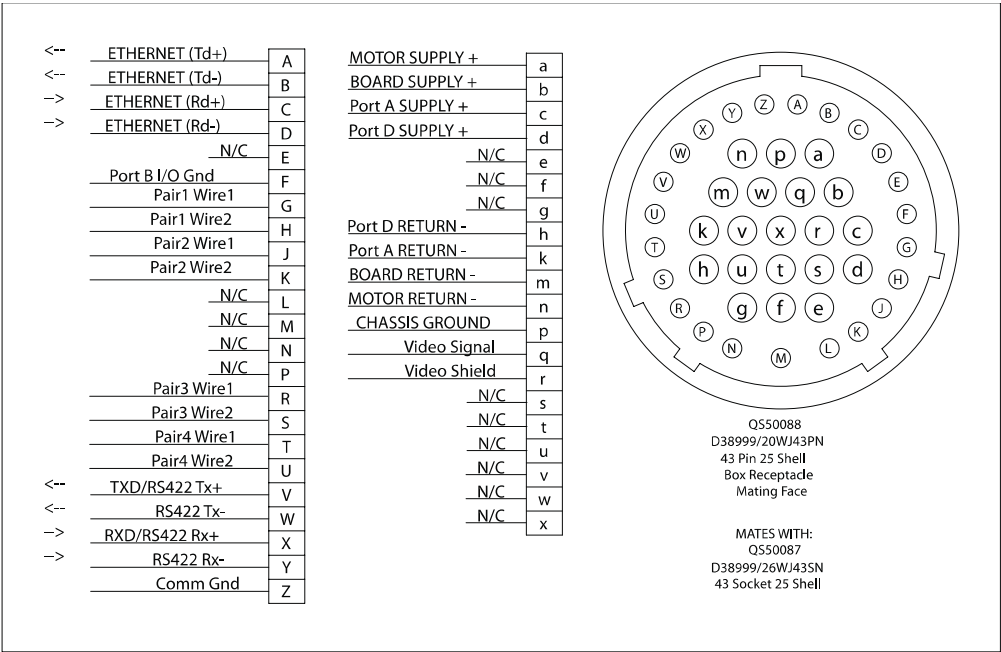 <-- ETHERNET (Td+) A
<-- ETHERNET (Td-) B
--> ETHERNET (Rd+) C
--> ETHERNET (Rd-) D
N/C E
Port B I/O Gnd F
Pair1 Wire1 G
Pair1 Wire2 H
Pair2 Wire1 J
Pair2 Wire2 K
N/C L
N/C M
N/C N
N/C P
Pair3 Wire1 R
Pair3 Wire2 S
Pair4 Wire1 T
Pair4 Wire2 U
<-- TXD/RS422 Tx+ V
<-- RS422 Tx- W
--> RXD/RS422 Rx+ X
--> RS422 Rx- Y
Comm Gnd Z
MOTOR SUPPLY + a
BOARD SUPPLY + b
Port A SUPPLY + c
Port D SUPPLY + d
N/C e
N/C f
N/C g
Port D RETURN - h
Port A RETURN - k
BOARD RETURN - m
MOTOR RETURN - n
CHASSIS GROUND p
Video Signal q
Video Shield r
N/C s
N/C t
N/C u
N/C v
N/C w
N/C x
A
B
C
D
E
F
G
H
J
K
L
M
N
P
R
S
T
U
V
W
X
Y
Z
n p a
m w q b
k v x r c
h u t s d
g f e
QS50088
D38999/20WJ43PN
43 Pin 25 Shell
Box Receptacle
Mating Face
MATES WITH:
QS50087
D38999/26WJ43SN
43 Socket 25 Shell